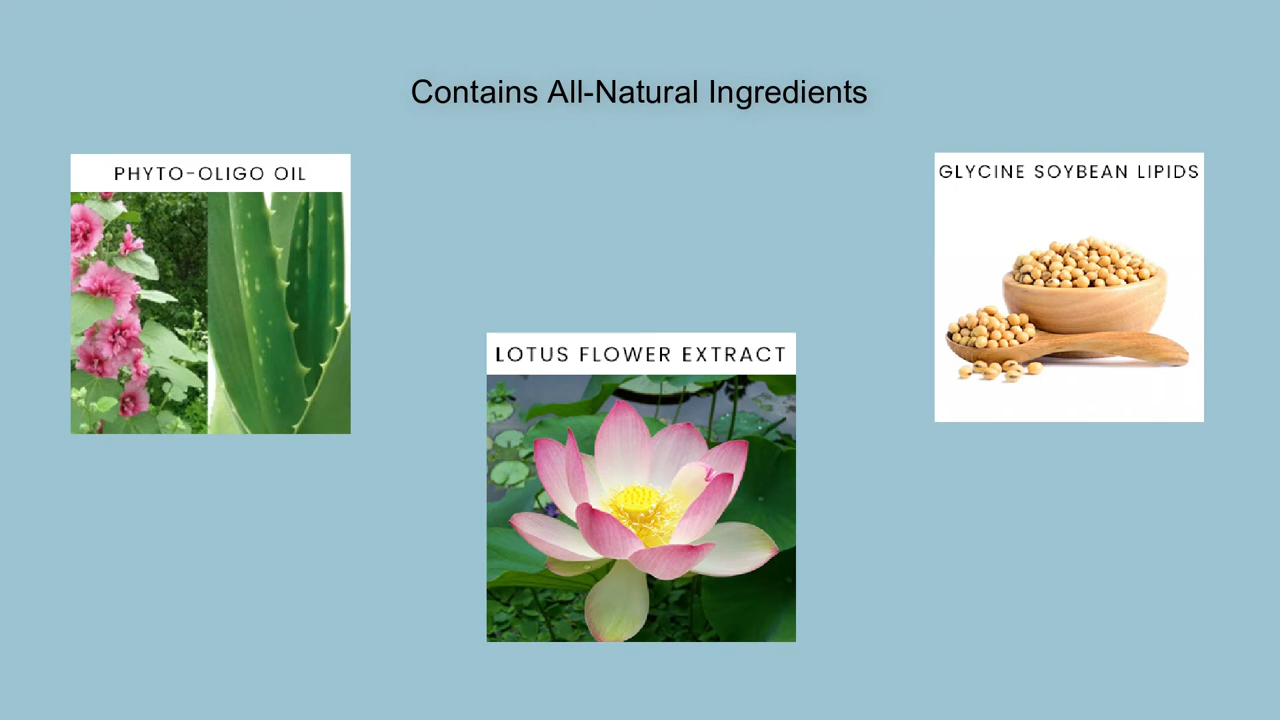 Contains All-Natural Ingredients
PHYTO-OLIGO OIL
GLYCINE SOYBEAN LIPIDS
LOTUS FLOWER EXTRACT